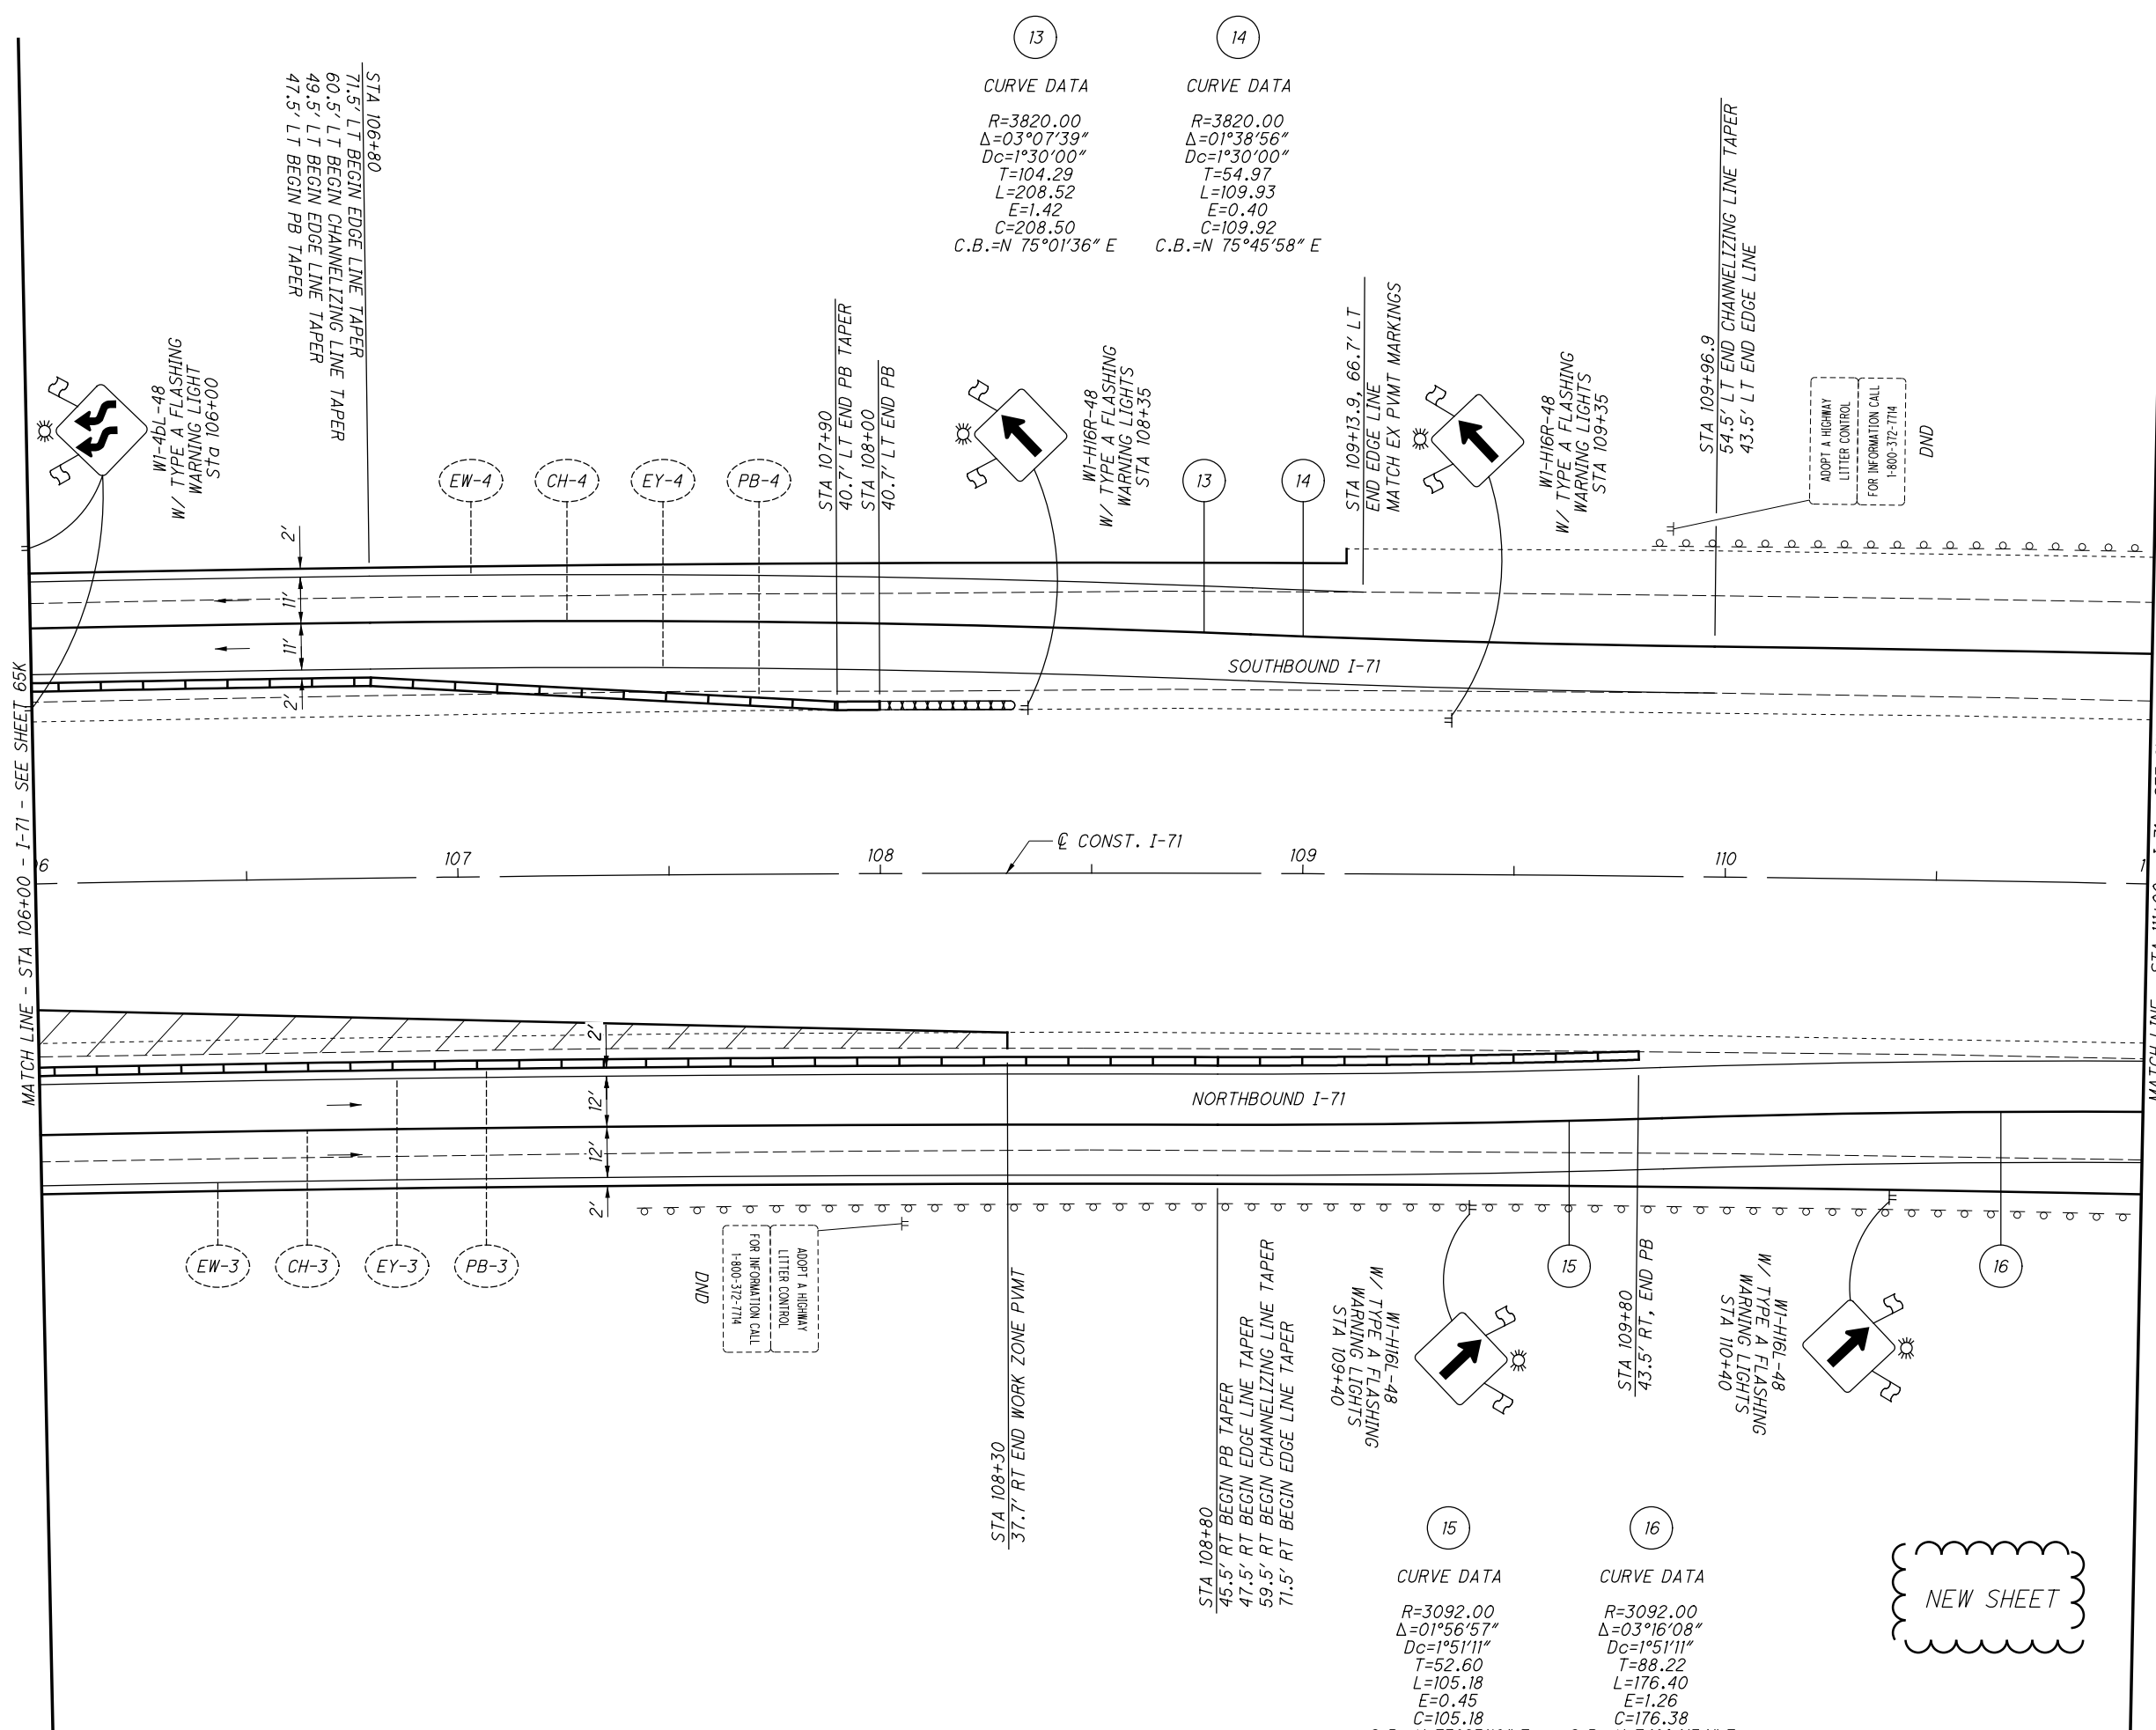 13
CURVE DATA
R=3820.00
Δ=03°07'39"
Dc=1°30'00"
T=104.29
L=208.52
E=1.42
C=208.50
C.B.=N 75°01'36" E
14
CURVE DATA
R=3820.00
Δ=01°38'56"
Dc=1°30'00"
T=54.97
L=109.93
E=0.40
C=109.92
C.B.=N 75°45'58" E
STA 106+80
71.5' LT BEGIN EDGE LINE TAPER
60.5' LT BEGIN CHANNELIZING LINE TAPER
49.5' LT BEGIN EDGE LINE TAPER
47.5' LT BEGIN PB TAPER
W1-4bL-48
W/ TYPE A FLASHING
WARNING LIGHT
Sta 106+00
EW-4
CH-4
EY-4
PB-4
STA 107+90
40.7' LT END PB TAPER
STA 108+00
40.7' LT END PB
W1-H16R-48
W/ TYPE A FLASHING
WARNING LIGHTS
STA 108+35
13
14
STA 109+13.9, 66.7' LT
END EDGE LINE
MATCH EX PVMT MARKINGS
W1-H16R-48
W/ TYPE A FLASHING
WARNING LIGHTS
STA 109+35
STA 109+96.9
54.5' LT END CHANNELIZING LINE TAPER
43.5' LT END EDGE LINE
ADOPT A HIGHWAY
LITTER CONTROL
FOR INFORMATION CALL
1-800-372-7714
DND
2'
11'
11'
2'
SOUTHBOUND I-71
MATCH LINE - STA 106+00 - I-71 - SEE SHEET 65K
℄ CONST. I-71
107
108
109
110
2'
12'
12'
2'
NORTHBOUND I-71
EW-3
CH-3
EY-3
PB-3
ADOPT A HIGHWAY
LITTER CONTROL
FOR INFORMATION CALL
1-800-372-7714
DND
STA 108+30
37.7' RT END WORK ZONE PVMT
STA 108+80
45.5' RT BEGIN PB TAPER
47.5' RT BEGIN EDGE LINE TAPER
59.5' RT BEGIN CHANNELIZING LINE TAPER
71.5' RT BEGIN EDGE LINE TAPER
W1-H16L-48
W/ TYPE A FLASHING
WARNING LIGHTS
STA 109+40
15
STA 109+80
43.5' RT, END PB
W1-H16L-48
W/ TYPE A FLASHING
WARNING LIGHTS
STA 110+40
16
15
CURVE DATA
R=3092.00
Δ=01°56'57"
Dc=1°51'11"
T=52.60
L=105.18
E=0.45
C=105.18
16
CURVE DATA
R=3092.00
Δ=03°16'08"
Dc=1°51'11"
T=88.22
L=176.40
E=1.26
C=176.38
NEW SHEET